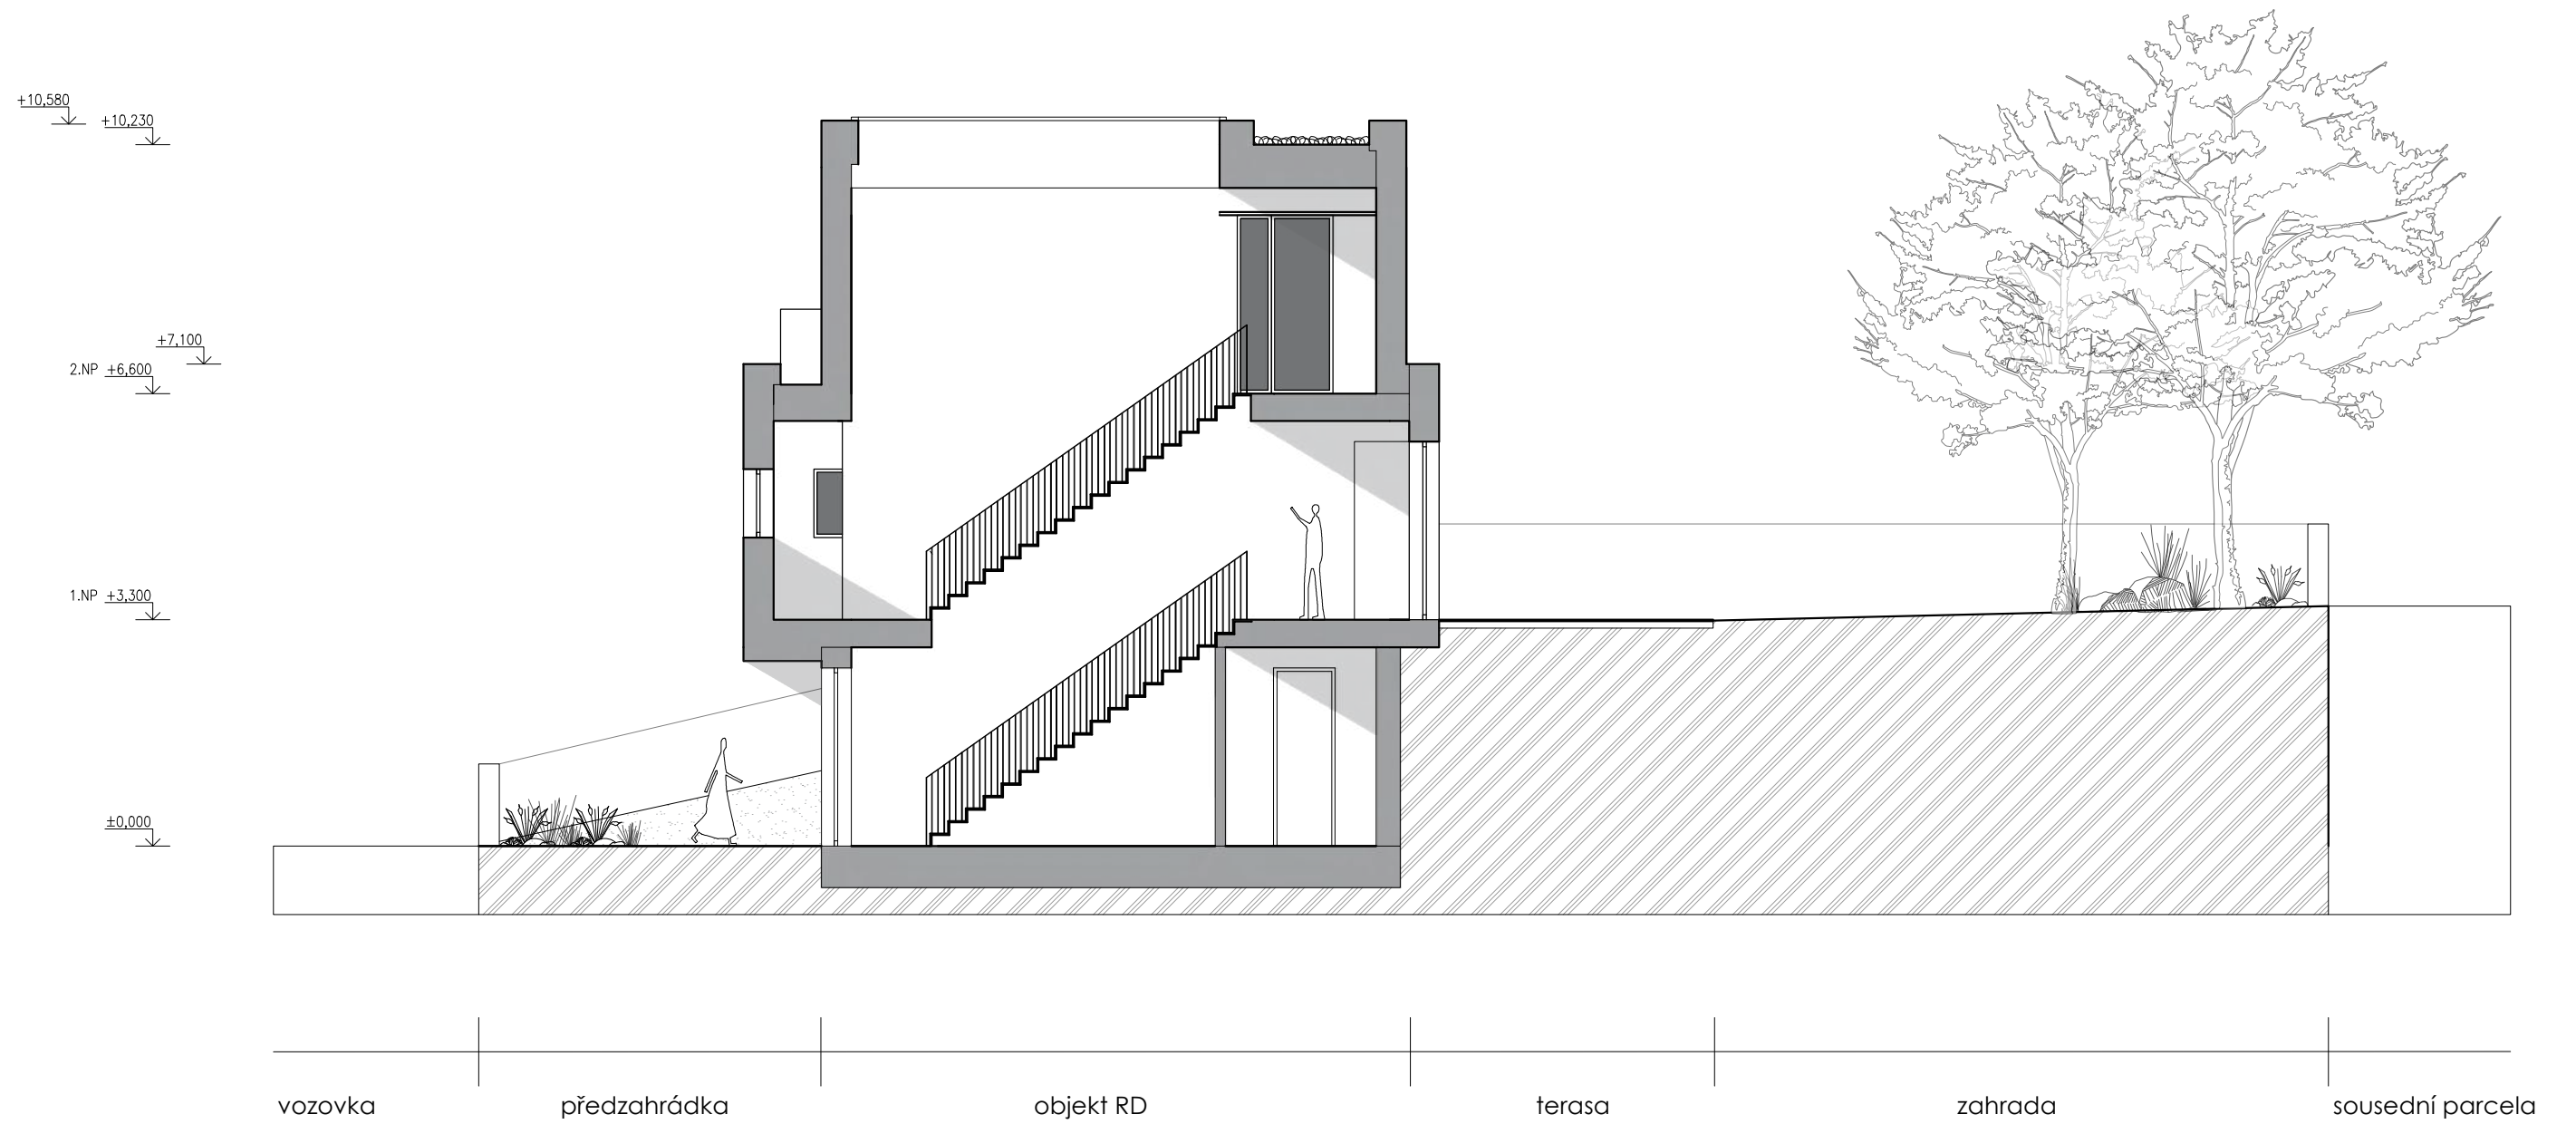 +10,580
+10,230
+7,100
2.NP +6,600
1.NP +3,300
±0,000
vozovka
předzahrádka
objekt RD
terasa
zahrada
sousední parcela